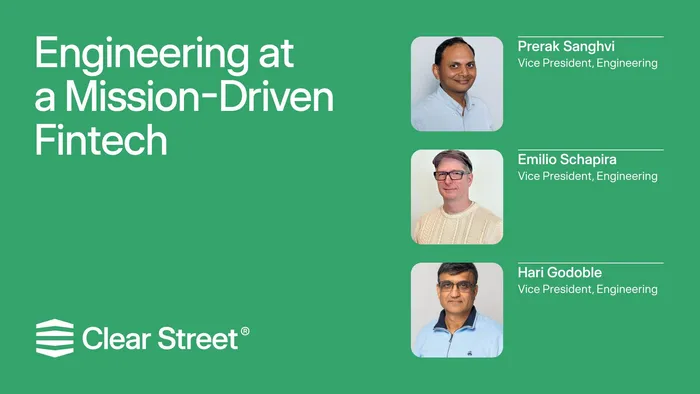 Engineering at
a Mission-Driven
Fintech
Prerak Sanghvi
Vice President, Engineering
Emilio Schapira
Vice President, Engineering
Hari Godoble
Vice President, Engineering
Clear Street®